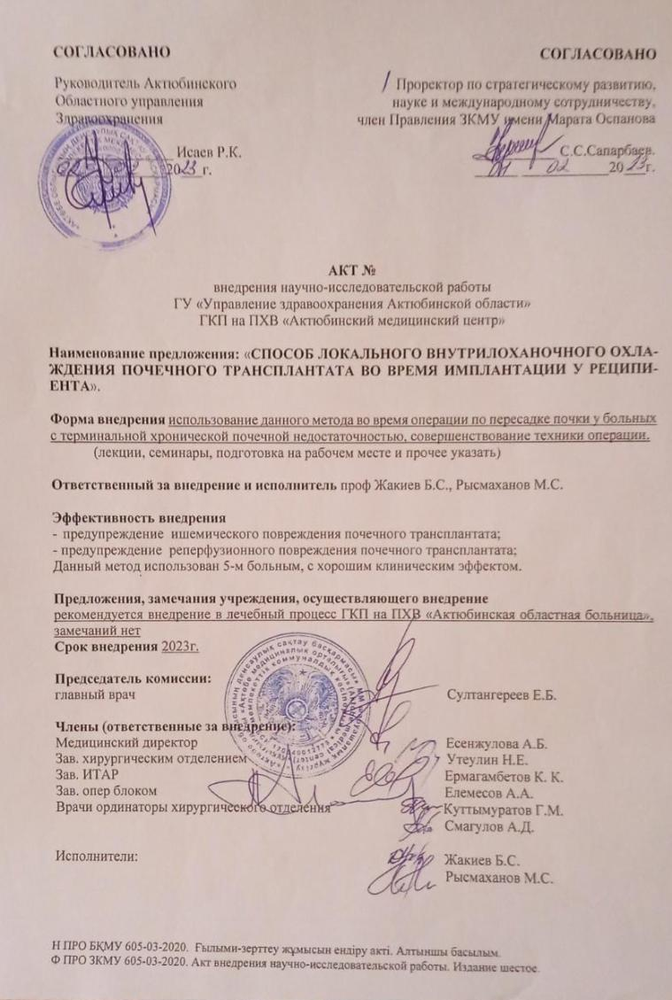 СОГЛАСОВАНО
Руководитель Актюбинского
Областного управления
Здравоохранения
Исаев Р.К.
2023 г.
СОГЛАСОВАНО
Проректор по стратегическому развитию,
науке и международному сотрудничеству,
член Правления ЗКМУ имени Марата Оспанова
С.С.Сапарбаев.
01 02 2023г.
АКТ №
внедрения научно-исследовательской работы
ГУ «Управление здравоохранения Актюбинской области»
ГКП на ПХВ «Актюбинский медицинский центр»
Наименование предложения: «СПОСОБ ЛОКАЛЬНОГО ВНУТРИЛОХАНОЧНОГО ОХЛА-
ЖДЕНИЯ ПОЧЕЧНОГО ТРАНСПЛАНТАТА ВО ВРЕМЯ ИМПЛАНТАЦИИ У РЕЦИПИ-
ЕНТА».
Форма внедрения использование данного метода во время операции по пересадке почки у больных
с терминальной хронической почечной недостаточностью, совершенствование техники операции.
(лекции, семинары, подготовка на рабочем месте и прочее указать)
Ответственный за внедрение и исполнитель проф Жакиев Б.С., Рысмаханов М.С.
Эффективность внедрения
- предупреждение ишемического повреждения почечного трансплантата;
- предупреждение реперфузионного повреждения почечного трансплантата;
Данный метод использован 5-м больным, с хорошим клиническим эффектом.
Предложения, замечания учреждения, осуществляющего внедрение
рекомендуется внедрение в лечебный процесс ГКП на ПХВ «Актюбинская областная больница»,
замечаний нет
Срок внедрения 2023г.
Председатель комиссии:
главный врач Султангереев Е.Б.
Члены (ответственные за внедрение):
Медицинский директор Есенжулова А.Б.
Зав. хирургическим отделением Утеулин Н.Е.
Зав. ИТАР Ермагамбетов К. К.
Зав. опер блоком Елемесов А.А.
Врачи ординаторы хирургического отделения Куттымуратов Г.М.
Смагулов А.Д.
Исполнители: Жакиев Б.С.
Рысмаханов М.С.
Н ПРО БҚМУ 605-03-2020. Ғылыми-зерттеу жұмысын ендіру акті. Алтыншы басылым.
Ф ПРО ЗКМУ 605-03-2020. Акт внедрения научно-исследовательской работы. Издание шестое.